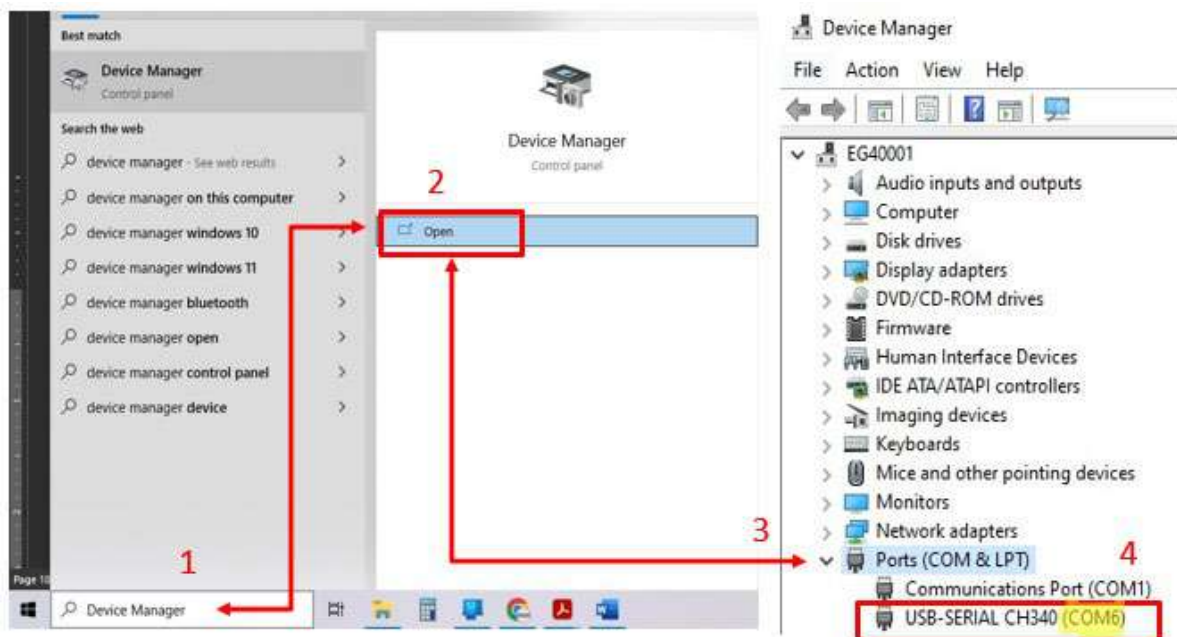 Best match
Device Manager
Control panel
Search the web
device manager - See web results
device manager on this computer
device manager windows 10
device manager windows 11
device manager bluetooth
device manager open
device manager control panel
device manager device
1
Page 18
Device Manager
Device Manager
Control panel
2
Open
3
Device Manager
File Action View Help
EG40001
Audio inputs and outputs
Computer
Disk drives
Display adapters
DVD/CD-ROM drives
Firmware
Human Interface Devices
IDE ATA/ATAPI controllers
Imaging devices
Keyboards
Mice and other pointing devices
Monitors
Network adapters
Ports (COM & LPT)
4
Communications Port (COM1)
USB-SERIAL CH340 (COM6)